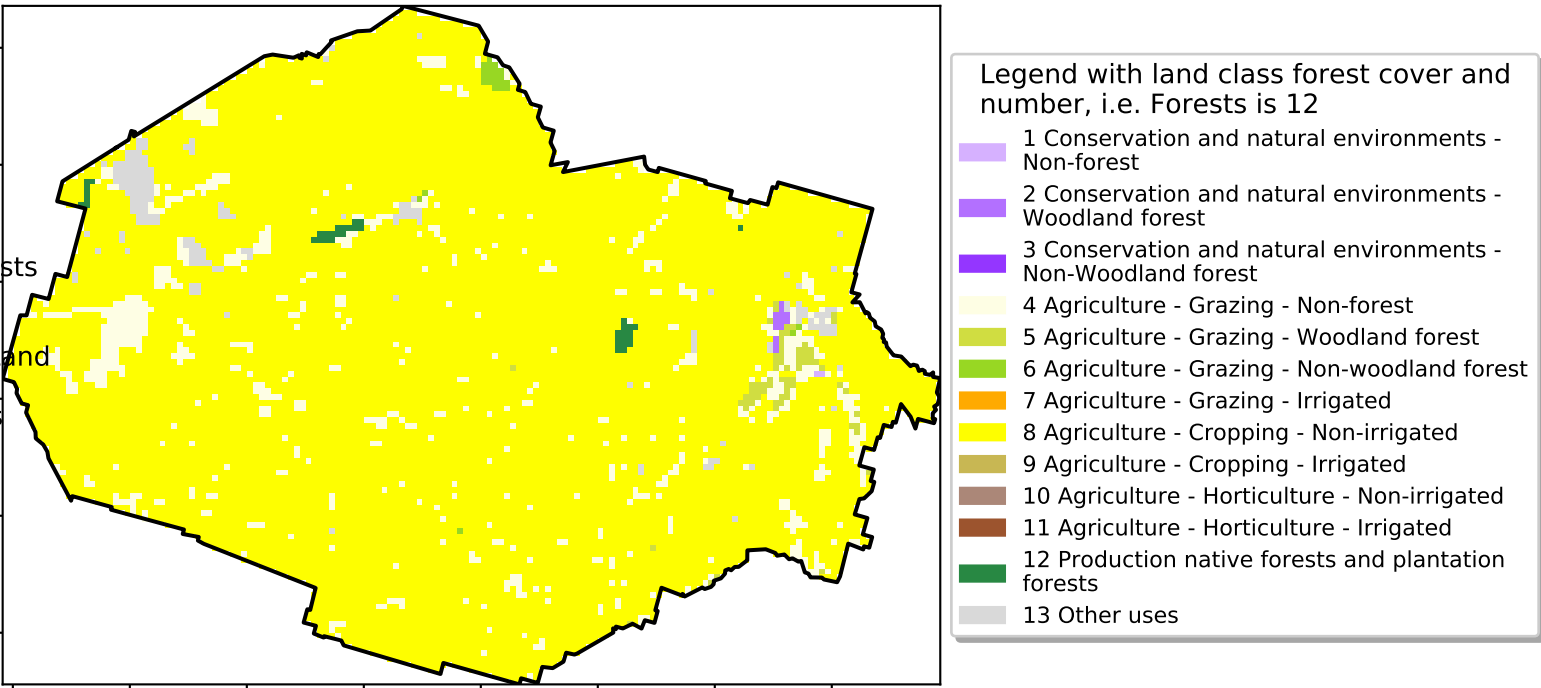 sts
and
Legend with land class forest cover and
number, i.e. Forests is 12
1 Conservation and natural environments -
Non-forest
2 Conservation and natural environments -
Woodland forest
3 Conservation and natural environments -
Non-Woodland forest
4 Agriculture - Grazing - Non-forest
5 Agriculture - Grazing - Woodland forest
6 Agriculture - Grazing - Non-woodland forest
7 Agriculture - Grazing - Irrigated
8 Agriculture - Cropping - Non-irrigated
9 Agriculture - Cropping - Irrigated
10 Agriculture - Horticulture - Non-irrigated
11 Agriculture - Horticulture - Irrigated
12 Production native forests and plantation
forests
13 Other uses